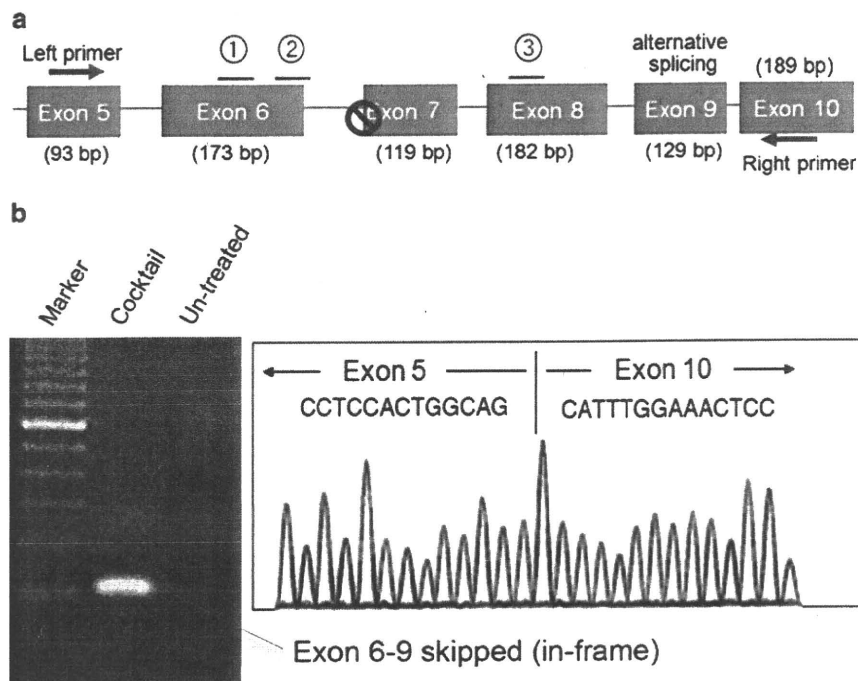 a
Left primer
① ② ③
alternative
splicing
(189 bp)
Exon 5 Exon 6 Exon 7 Exon 8 Exon 9 Exon 10
(93 bp) (173 bp) (119 bp) (182 bp) (129 bp)
Right primer
b
Marker
Cocktail
Un-treated
Exon 5 Exon 10
CCTCCACTGGCAG CATTTGGAAACTCC
Exon 6-9 skipped (in-frame)